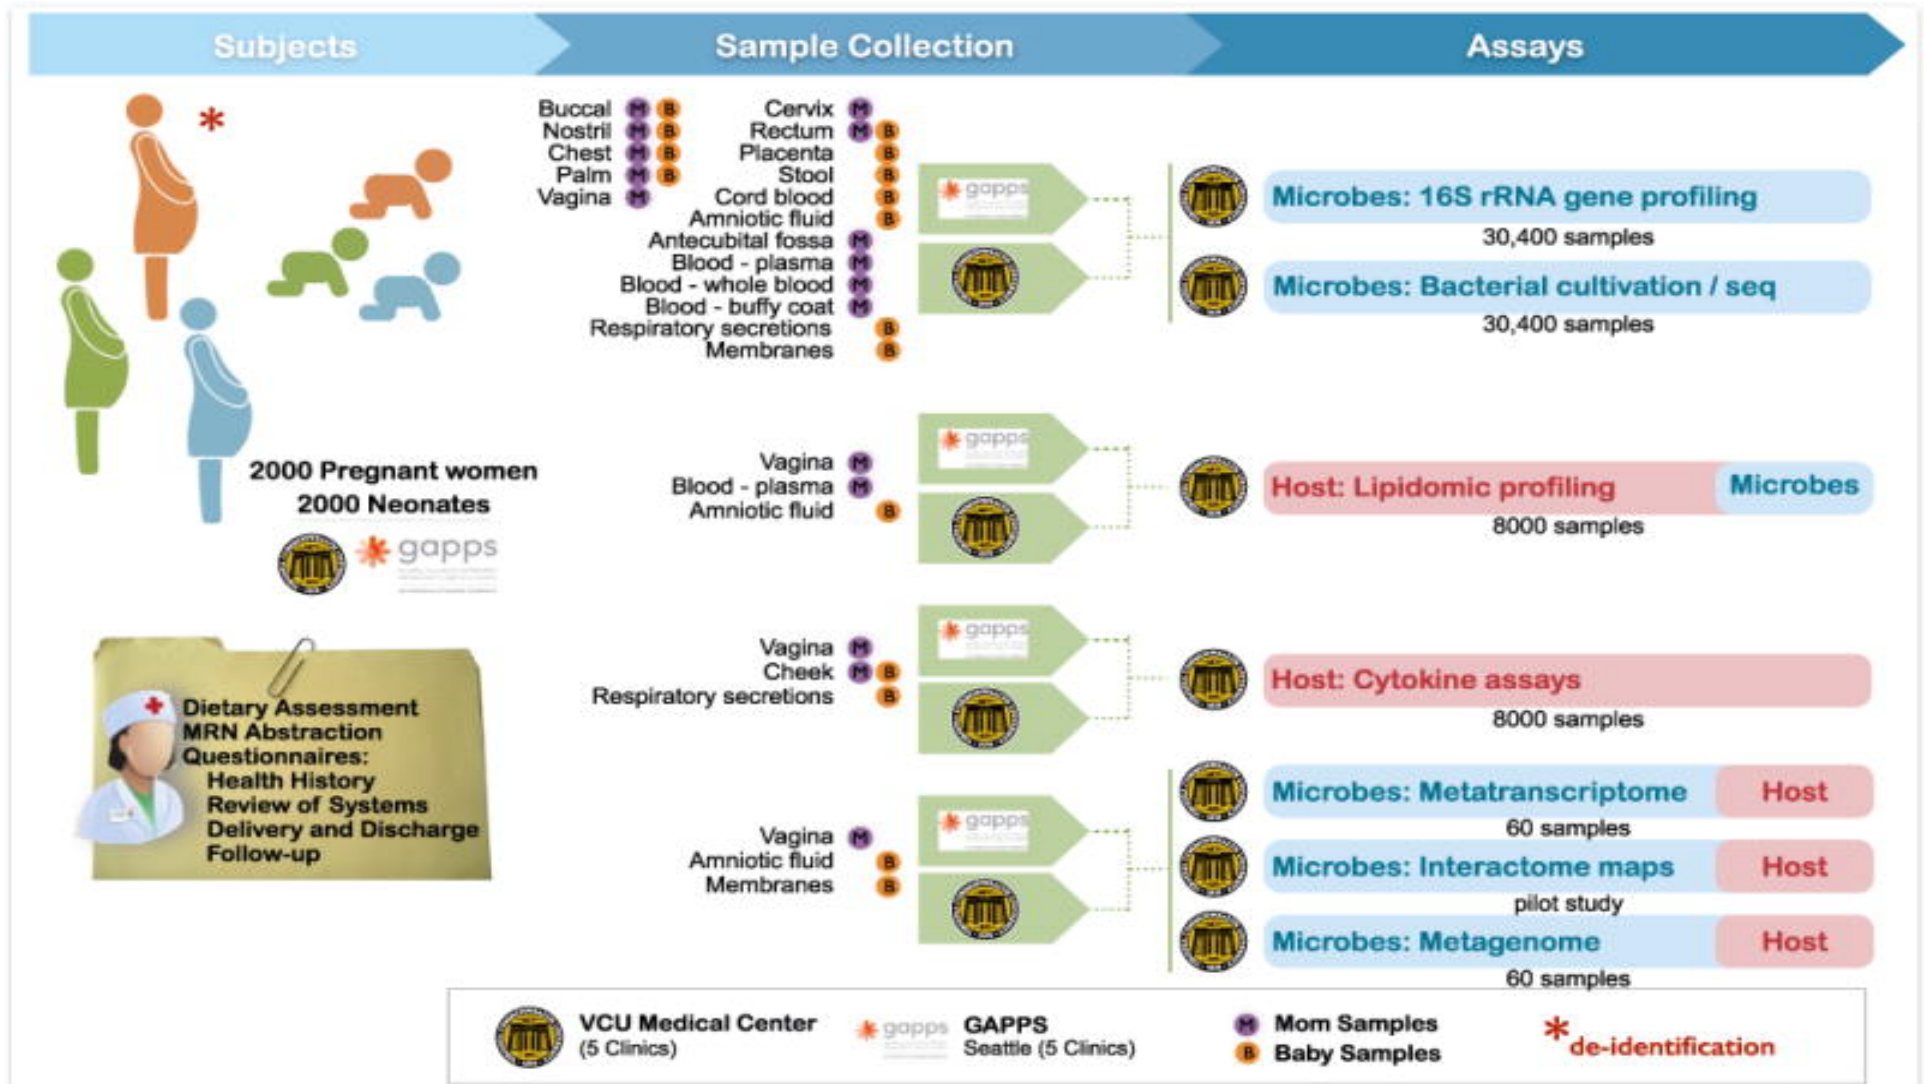 Subjects
Sample Collection
Assays
Buccal M B
Nostril M B
Chest M B
Palm M B
Vagina M
Cervix M
Rectum M B
Placenta B
Stool B
Cord blood B
Amniotic fluid B
Antecubital fossa M
Blood - plasma M
Blood - whole blood M
Blood - buffy coat M
Respiratory secretions B
Membranes B
gapps
Microbes: 16S rRNA gene profiling
30,400 samples
Microbes: Bacterial cultivation / seq
30,400 samples
*
2000 Pregnant women
2000 Neonates
gapps
Vagina M
Blood - plasma M
Amniotic fluid B
gapps
Host: Lipidomic profiling Microbes
8000 samples
Dietary Assessment
MRN Abstraction
Questionnaires:
Health History
Review of Systems
Delivery and Discharge
Follow-up
Vagina M
Cheek M B
Respiratory secretions B
gapps
Host: Cytokine assays
8000 samples
Vagina M
Amniotic fluid B
Membranes B
gapps
Microbes: Metatranscriptome Host
60 samples
Microbes: Interactome maps Host
pilot study
Microbes: Metagenome Host
60 samples
VCU Medical Center
(5 Clinics)
gapps
GAPPS
Seattle (5 Clinics)
M Mom Samples
B Baby Samples
* de-identification